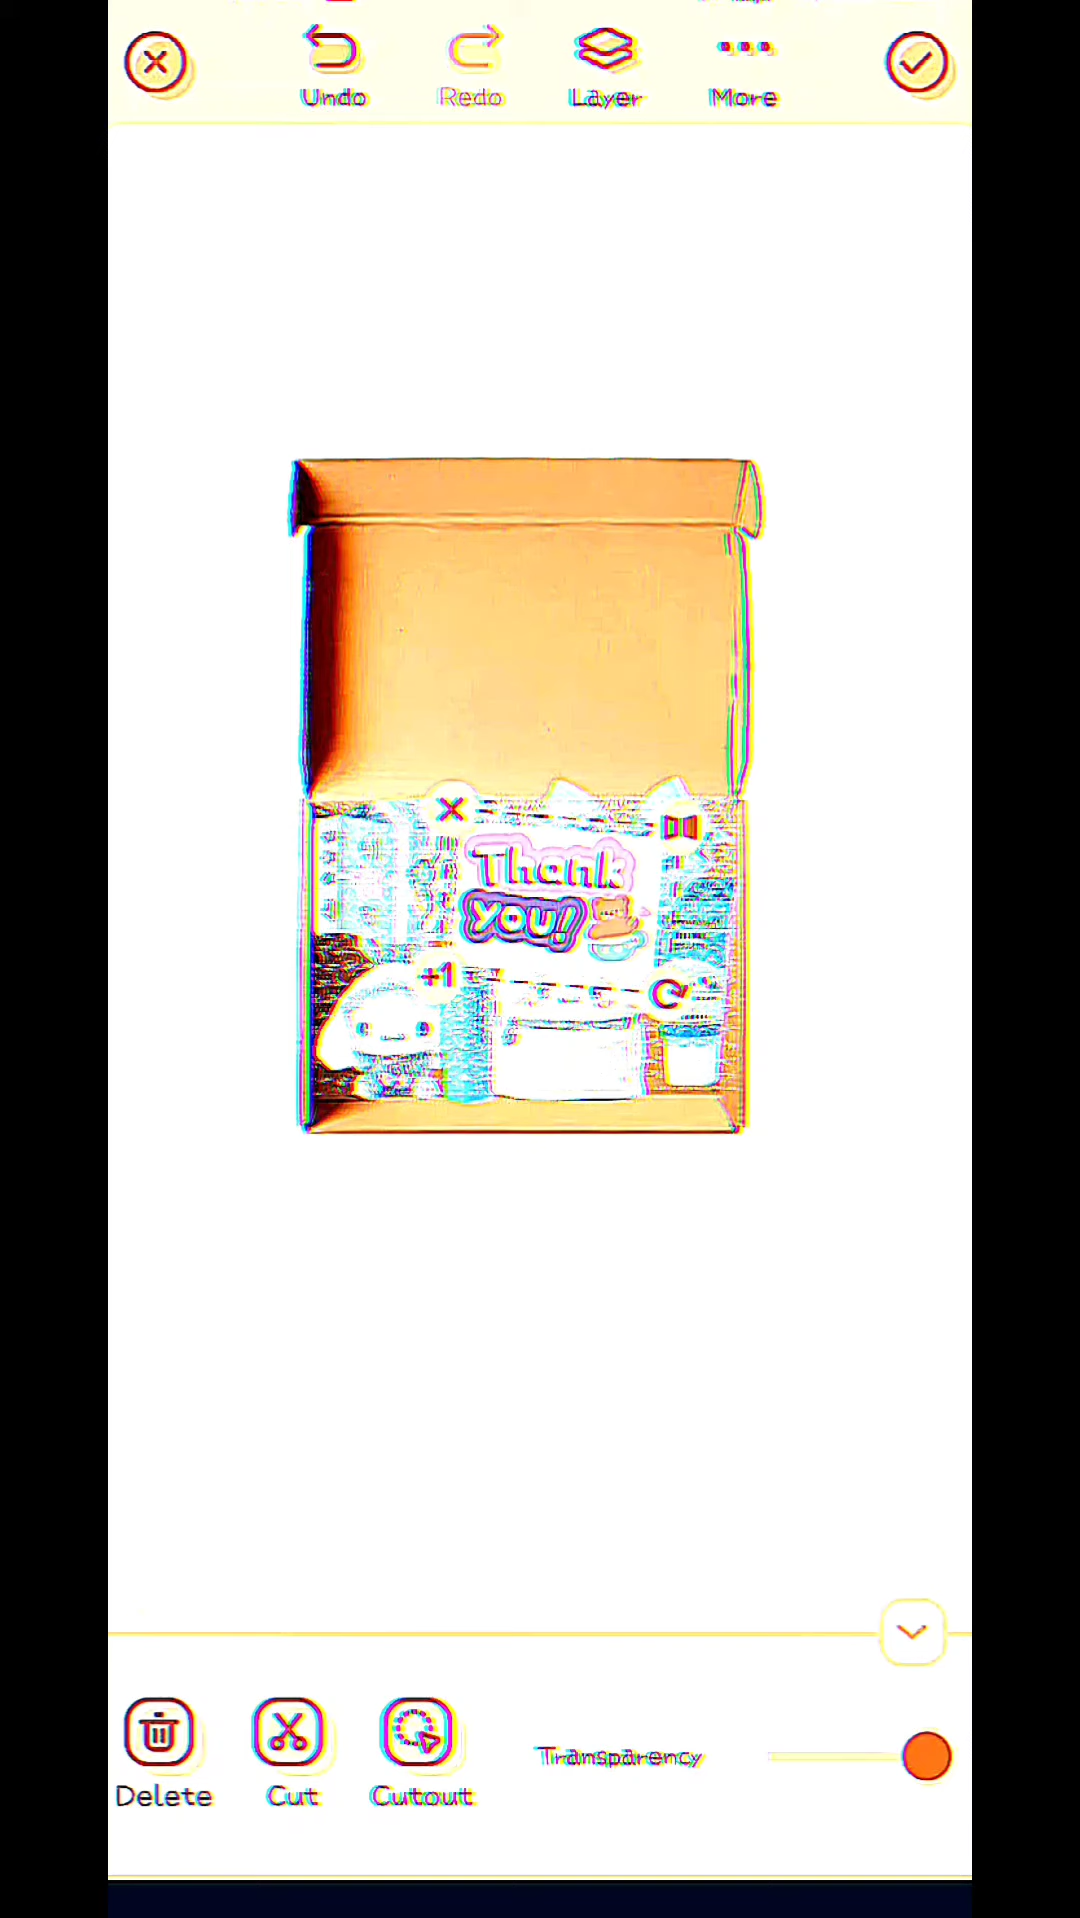 Undo Redo Layer More
Thank
you!
+1
Transparency
Delete Cut Cutout